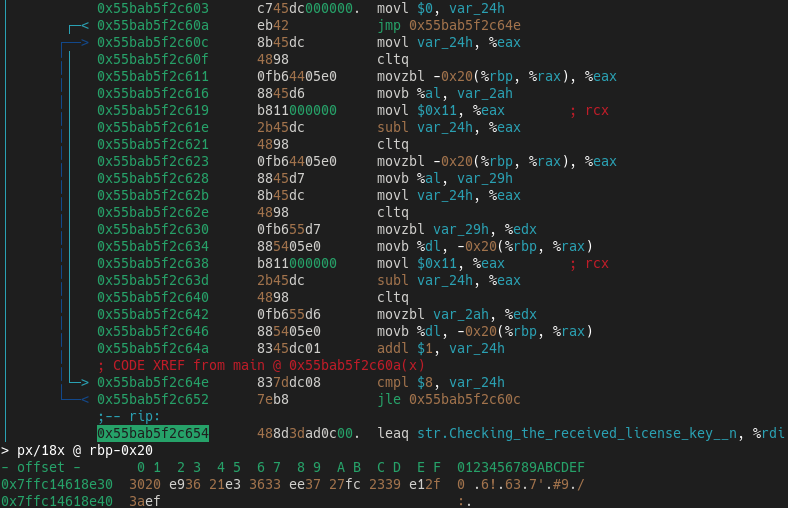 0x55bab5f2c603 c745dc000000. movl $0, var_24h
0x55bab5f2c60a eb42 jmp 0x55bab5f2c64e
0x55bab5f2c60c 8b45dc movl var_24h, %eax
0x55bab5f2c60f 4898 cltq
0x55bab5f2c611 0fb64405e0 movzbl -0x20(%rbp, %rax), %eax
0x55bab5f2c616 8845d6 movb %al, var_2ah
0x55bab5f2c619 b811000000 movl $0x11, %eax ; rcx
0x55bab5f2c61e 2b45dc subl var_24h, %eax
0x55bab5f2c621 4898 cltq
0x55bab5f2c623 0fb64405e0 movzbl -0x20(%rbp, %rax), %eax
0x55bab5f2c628 8845d7 movb %al, var_29h
0x55bab5f2c62b 8b45dc movl var_24h, %eax
0x55bab5f2c62e 4898 cltq
0x55bab5f2c630 0fb655d7 movzbl var_29h, %edx
0x55bab5f2c634 885405e0 movb %dl, -0x20(%rbp, %rax)
0x55bab5f2c638 b811000000 movl $0x11, %eax ; rcx
0x55bab5f2c63d 2b45dc subl var_24h, %eax
0x55bab5f2c640 4898 cltq
0x55bab5f2c642 0fb655d6 movzbl var_2ah, %edx
0x55bab5f2c646 885405e0 movb %dl, -0x20(%rbp, %rax)
0x55bab5f2c64a 8345dc01 addl $1, var_24h
; CODE XREF from main @ 0x55bab5f2c60a(x)
0x55bab5f2c64e 837ddc08 cmpl $8, var_24h
0x55bab5f2c652 7eb8 jle 0x55bab5f2c60c
;-- rip:
0x55bab5f2c654 488d3dad0c00. leaq str.Checking_the_received_license_key__n, %rdi
> px/18x @ rbp-0x20
- offset - 0 1 2 3 4 5 6 7 8 9 A B C D E F 0123456789ABCDEF
0x7ffc14618e30 3020 e936 21e3 3633 ee37 27fc 2339 e12f 0 .6!.63.7'.#9./
0x7ffc14618e40 3aef :.